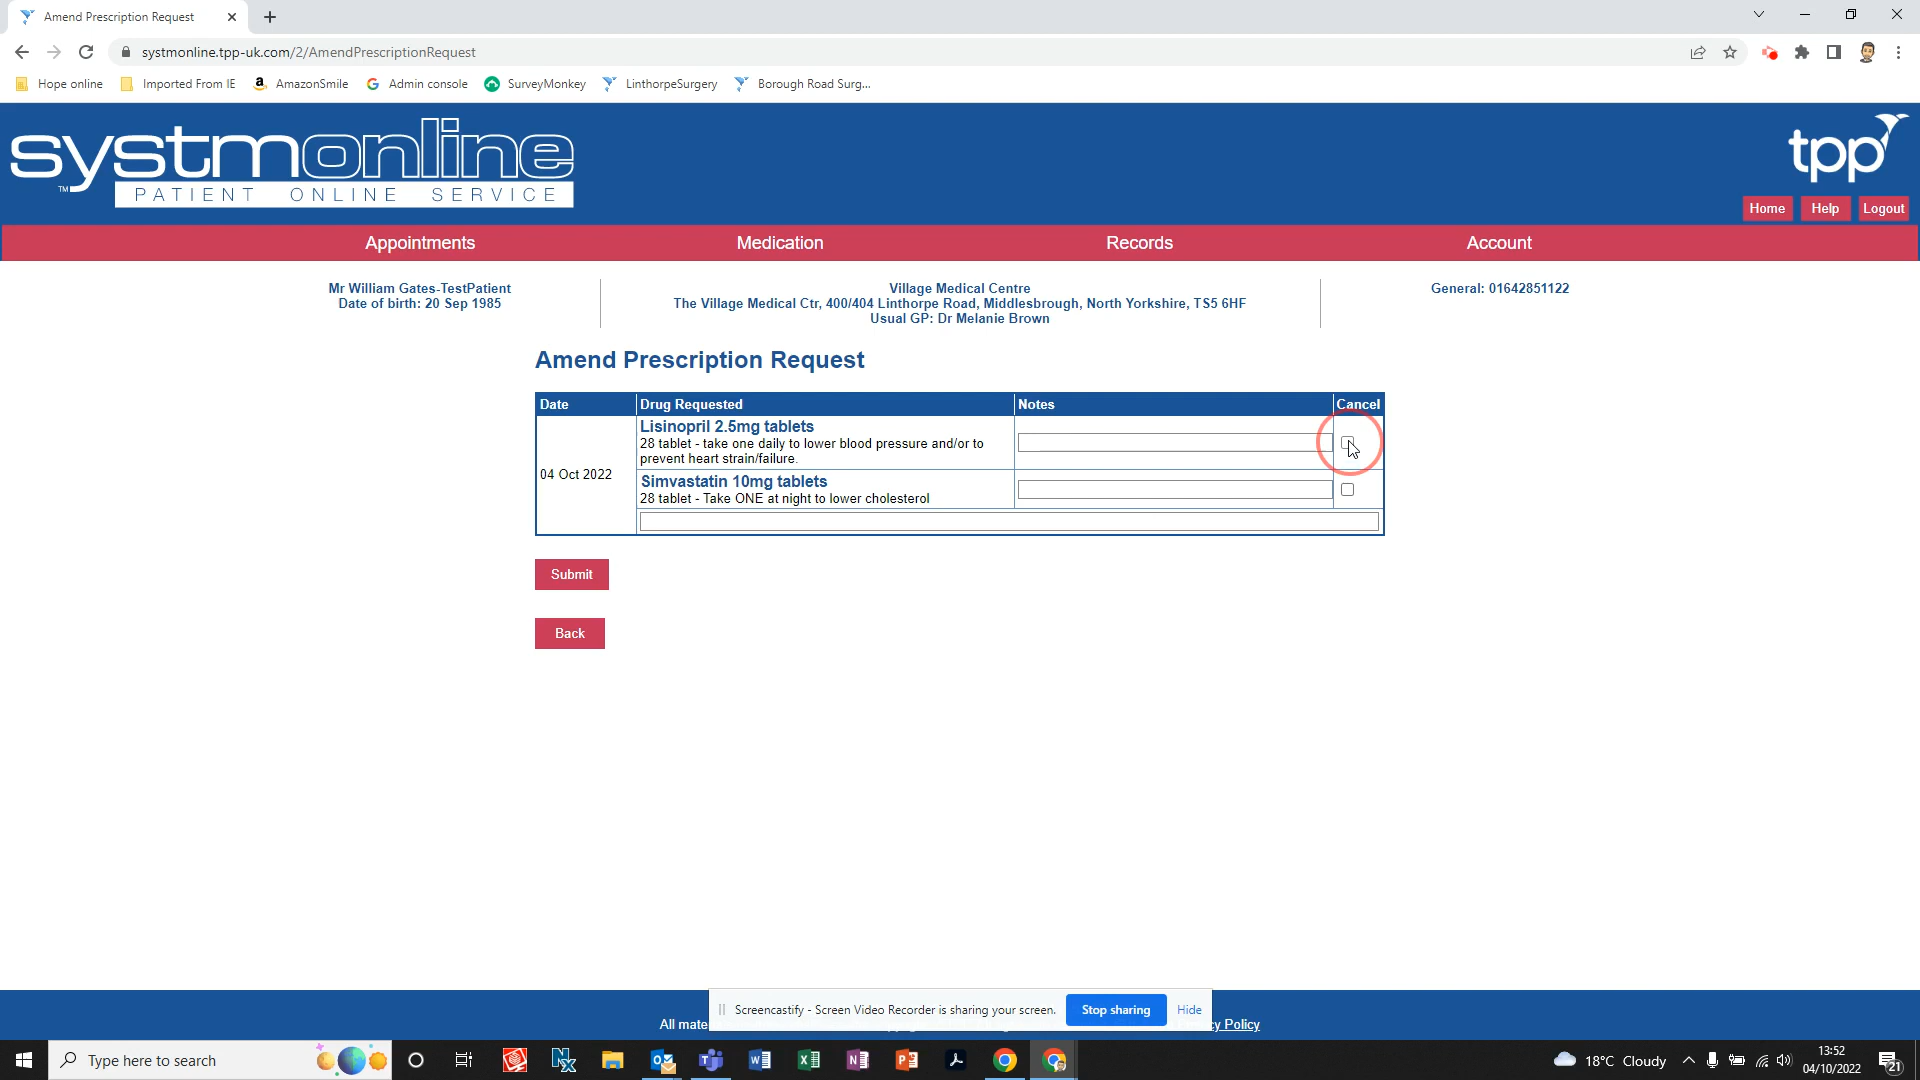 Amend Prescription Request
systmonline.tpp-uk.com/2/AmendPrescriptionRequest
Hope online
Imported From IE
AmazonSmile
Admin console
SurveyMonkey
LinthorpeSurgery
Borough Road Surg...
systmonline
TM
PATIENT ONLINE SERVICE
tpp
Home
Help
Logout
Appointments
Medication
Records
Account
Mr William Gates-TestPatient
Date of birth: 20 Sep 1985
Village Medical Centre
The Village Medical Ctr, 400/404 Linthorpe Road, Middlesbrough, North Yorkshire, TS5 6HF
Usual GP: Dr Melanie Brown
General: 01642851122
Amend Prescription Request
Date
Drug Requested
Notes
Cancel
04 Oct 2022
Lisinopril 2.5mg tablets
28 tablet - take one daily to lower blood pressure and/or to
prevent heart strain/failure.
Simvastatin 10mg tablets
28 tablet - Take ONE at night to lower cholesterol
Submit
Back
Screencastify - Screen Video Recorder is sharing your screen.
Stop sharing
Hide
All mate
cy Policy
Type here to search
18°C Cloudy
13:52
04/10/2022
21